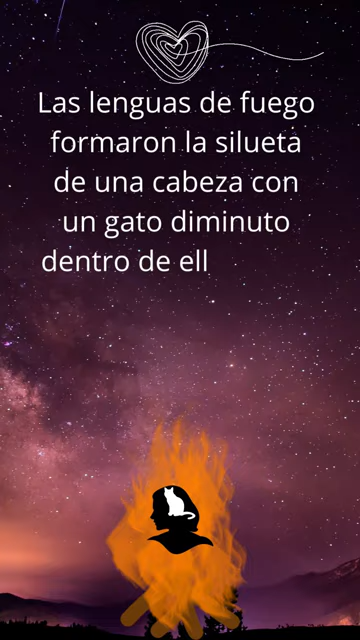 Las lenguas de fuego
formaron la silueta
de una cabeza con
un gato diminuto
dentro de ell